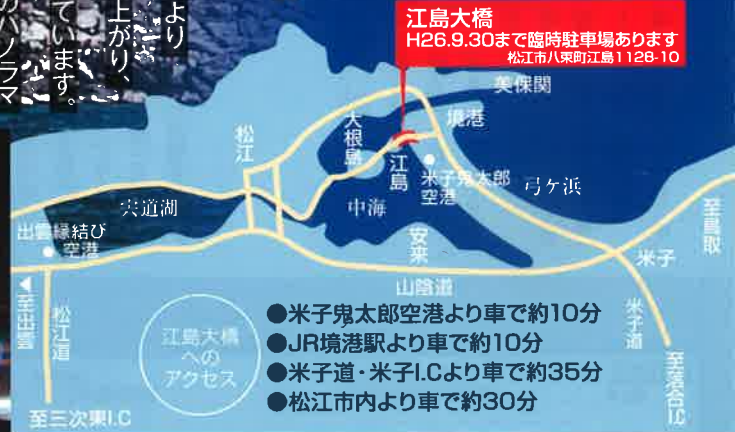 より
上がり、
ています。
のパノラマ
江島大橋
H26.9.30まで臨時駐車場あります
松江市八束町江島1128-10
美保関
境港
大根島
松江
江島
米子鬼太郎
空港
弓ケ浜
宍道湖
中海
出雲縁結び
空港
安来
至鳥取
米子
山陰道
◀至出雲
松江道
米子道
至落合I.C
至三次東I.C
江島大橋
への
アクセス
●米子鬼太郎空港より車で約10分
●JR境港駅より車で約10分
●米子道・米子I.Cより車で約35分
●松江市内より車で約30分